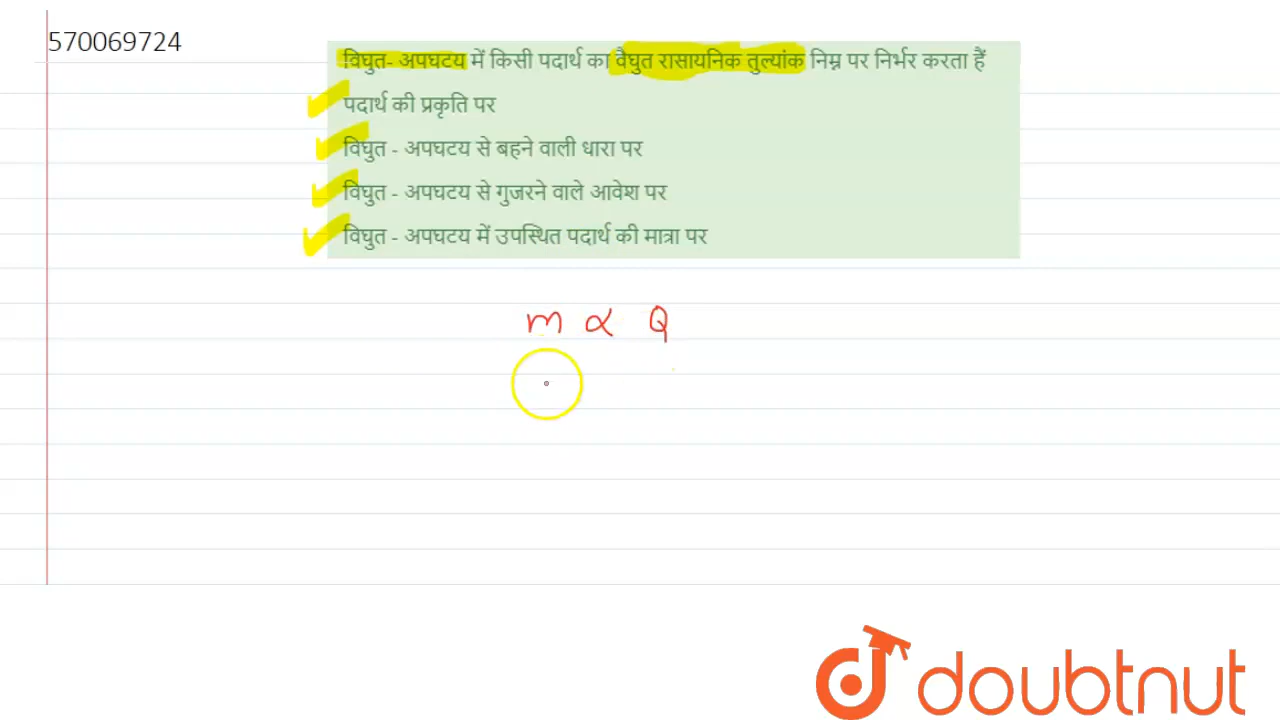 570069724
विघुत- अपघटय में किसी पदार्थ का वैघुत रासायनिक तुल्यांक निम्न पर निर्भर करता हैं
पदार्थ की प्रकृति पर
विघुत - अपघटय से बहने वाली धारा पर
विघुत - अपघटय से गुजरने वाले आवेश पर
विघुत - अपघटय में उपस्थित पदार्थ की मात्रा पर
m ∝ Q
doubtnut